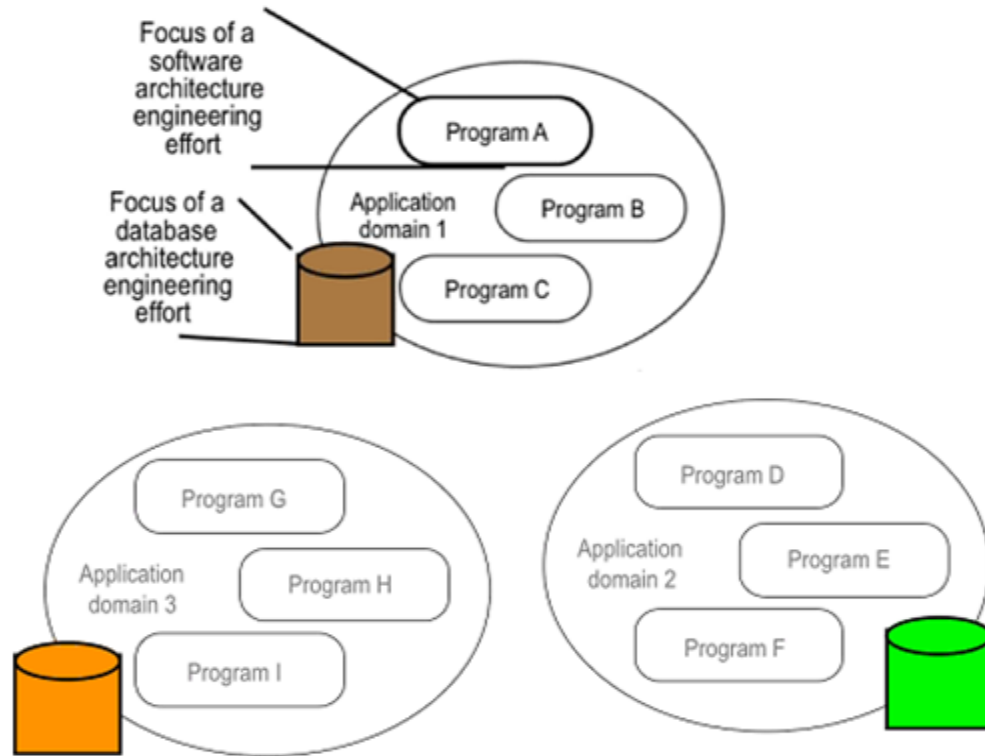 Focus of a
software
architecture
engineering
effort
Program A
Program B
Application
domain 1
Focus of a
database
architecture
engineering
effort
Program C
Program G
Application
domain 3
Program H
Program I
Program D
Application
domain 2
Program E
Program F